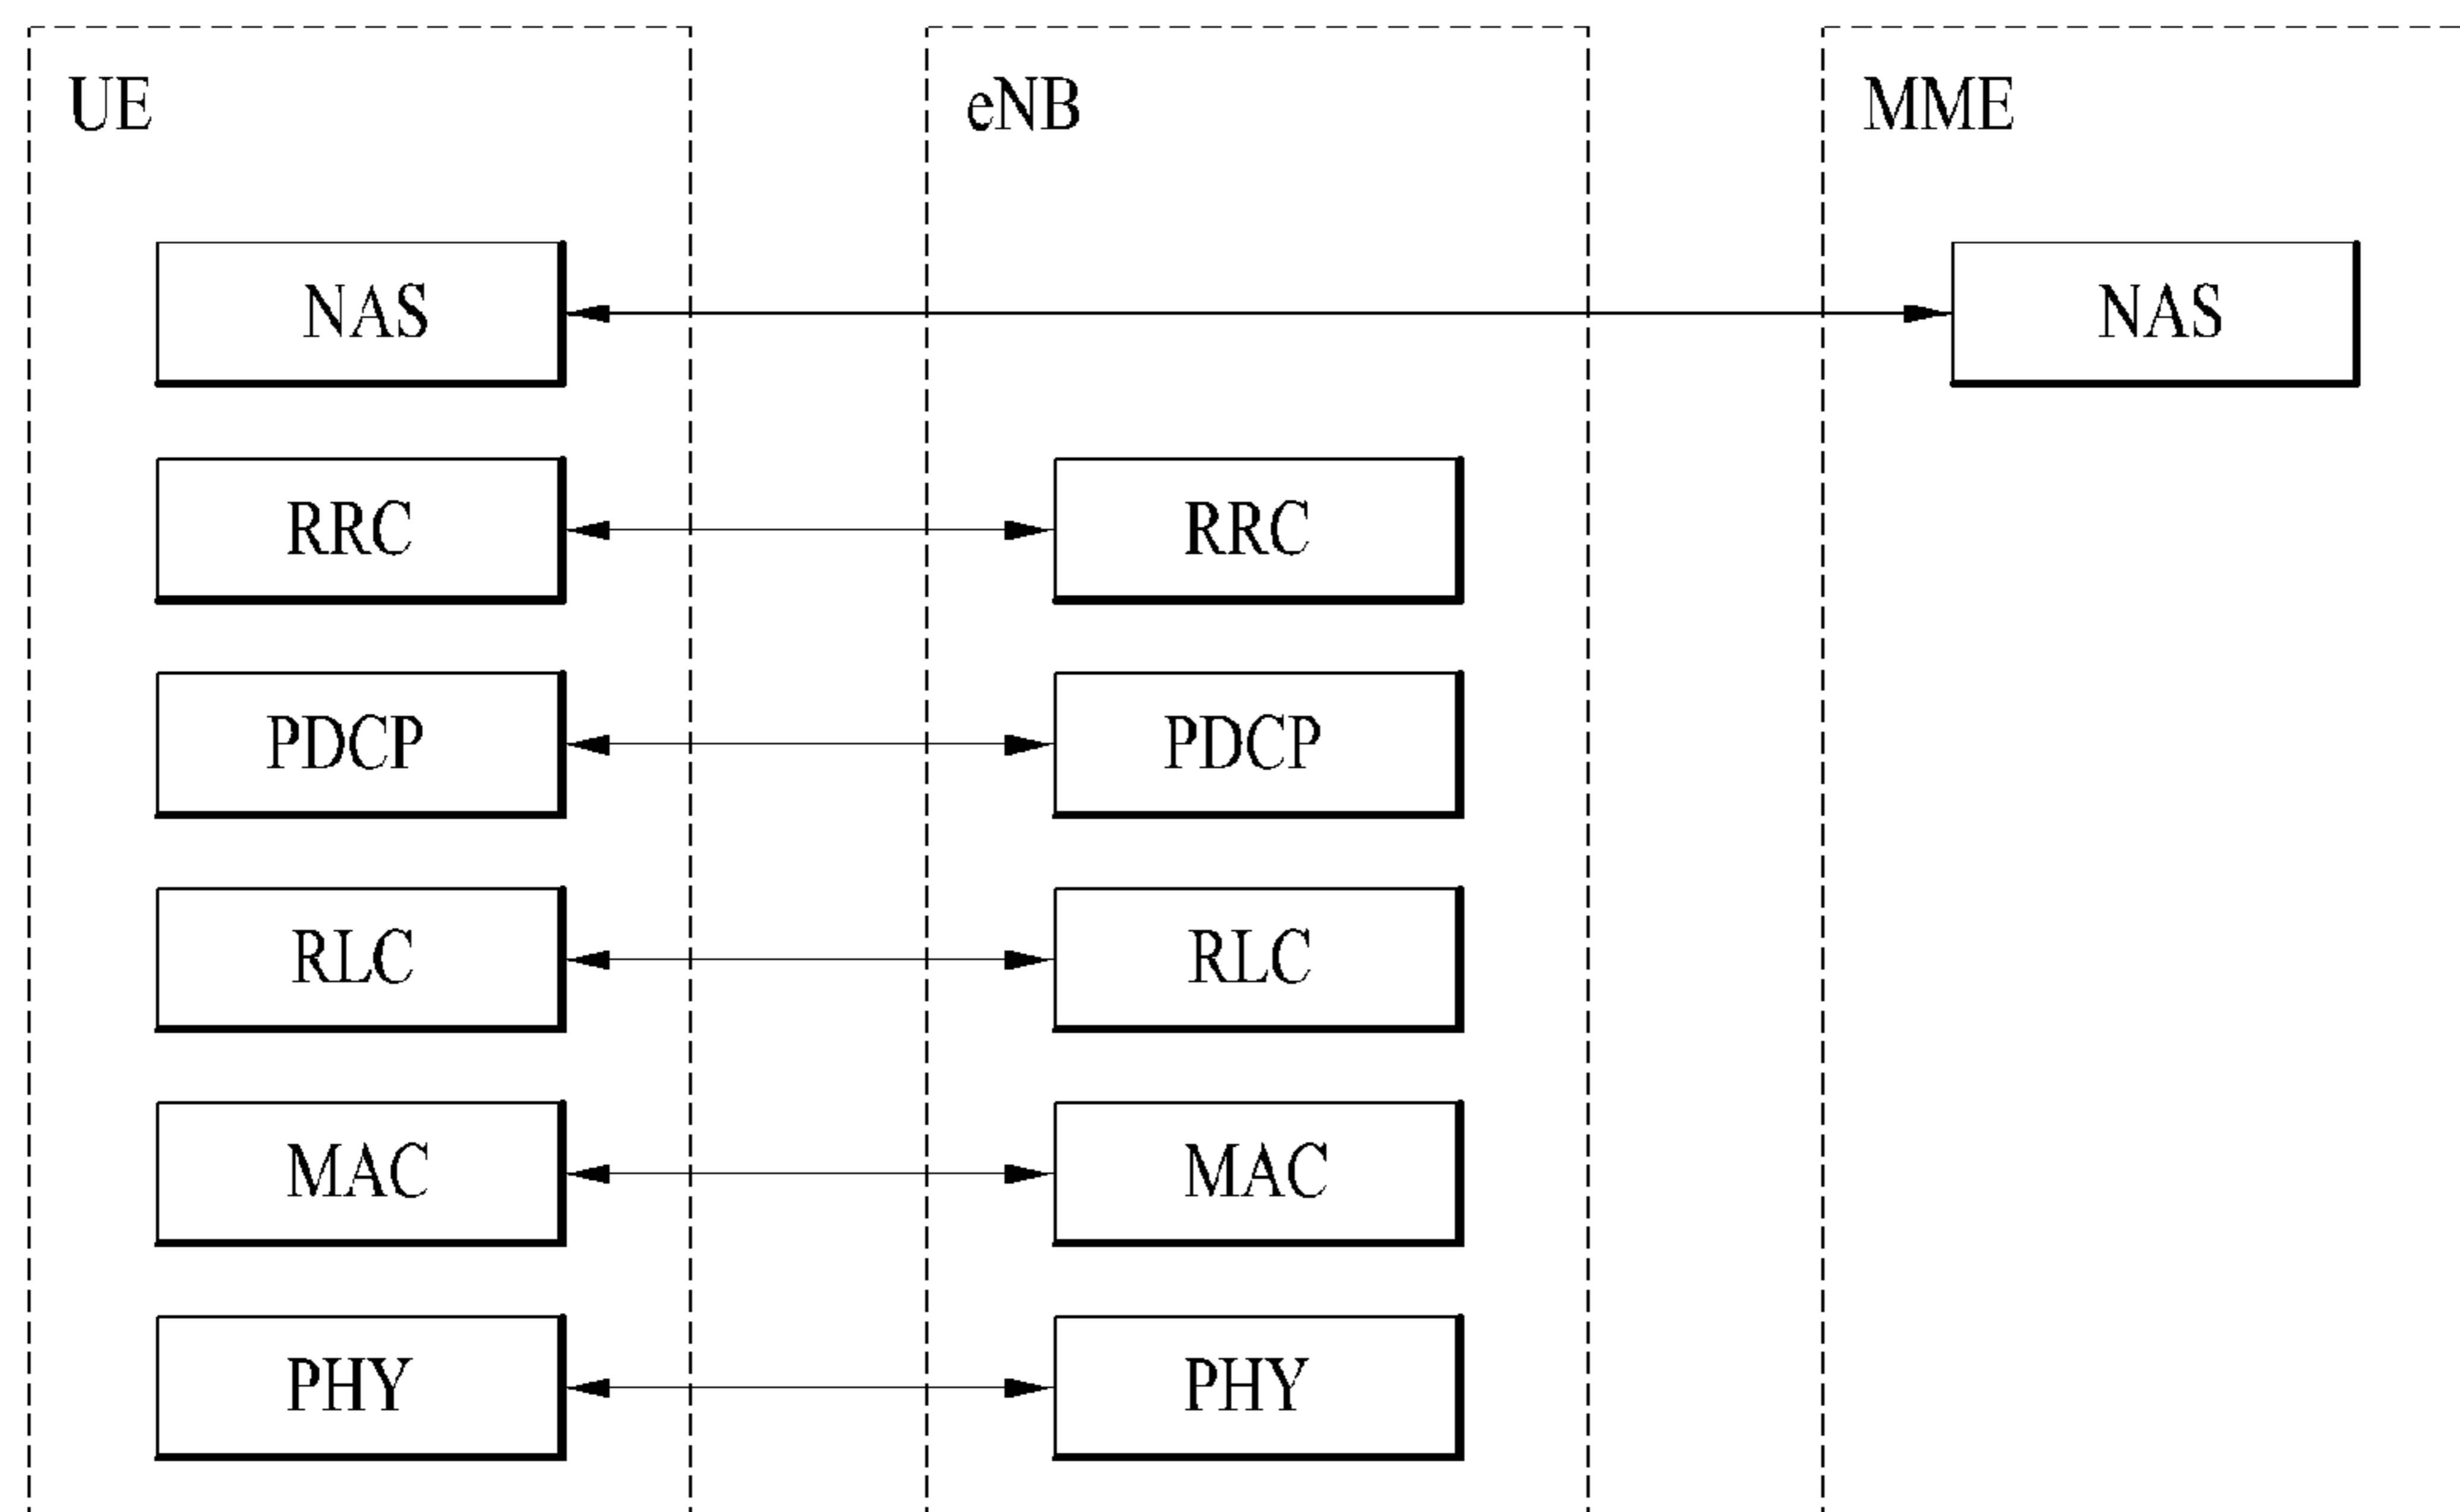 UE eNB MME
NAS NAS
RRC RRC
PDCP PDCP
RLC RLC
MAC MAC
PHY PHY